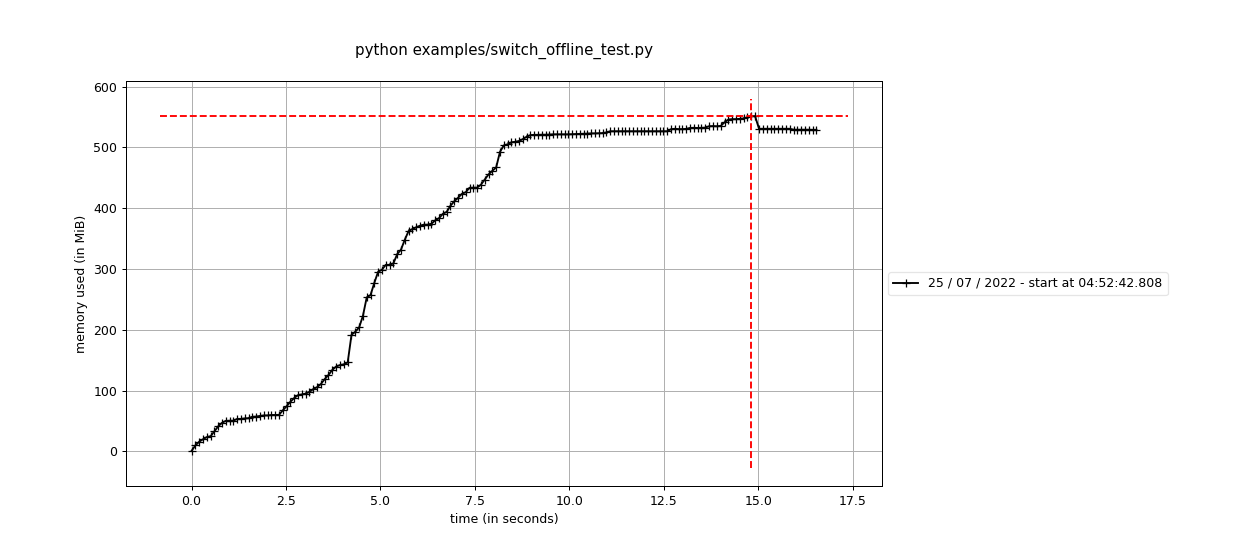 python examples/switch_offline_test.py
600
500
400
300
200
100
0
memory used (in MiB)
0.0 2.5 5.0 7.5 10.0 12.5 15.0 17.5
time (in seconds)
25 / 07 / 2022 - start at 04:52:42.808